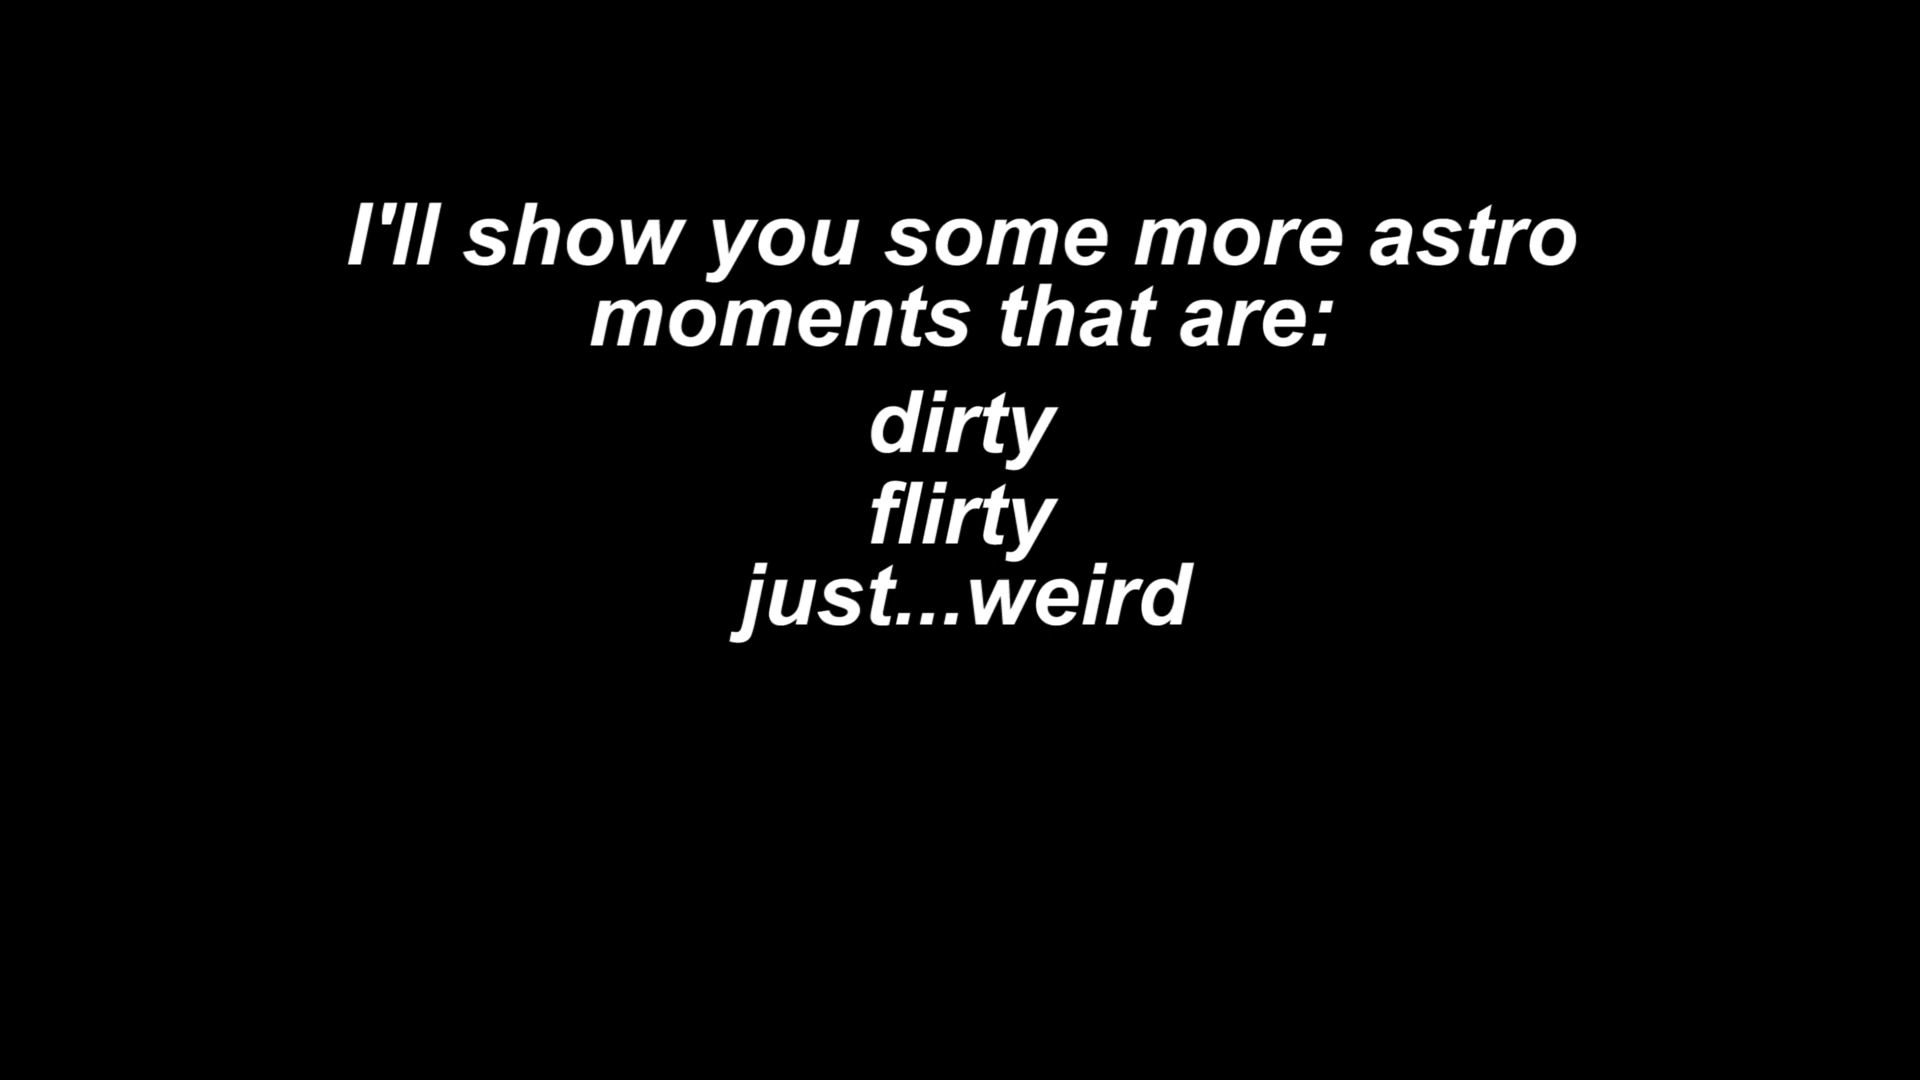 I'll show you some more astro
moments that are:
dirty
flirty
just...weird